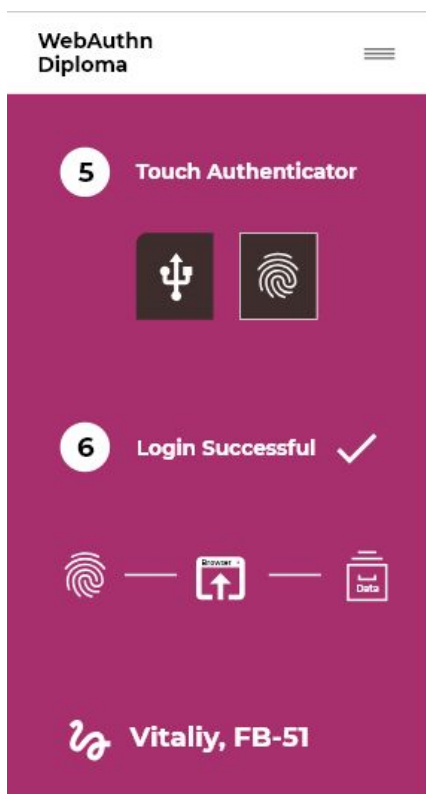 WebAuthn
Diploma
5 Touch Authenticator
6 Login Successful
Browser
Data
Vitaliy, FB-51